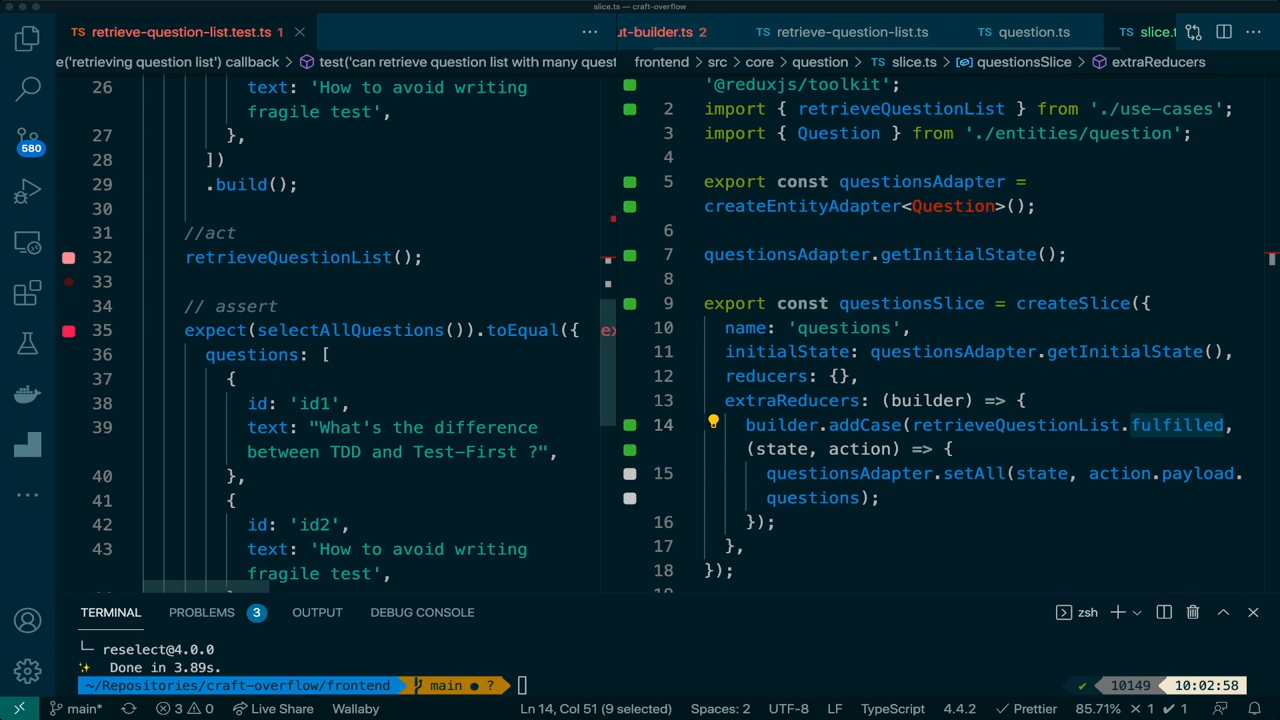 slice.ts — craft-overflow
TS retrieve-question-list.test.ts 1
ut-builder.ts 2
TS retrieve-question-list.ts
TS question.ts
TS slice.t
e('retrieving question list') callback > test('can retrieve question list with many quest
frontend > src > core > question > TS slice.ts > questionsSlice > extraReducers
26 text: 'How to avoid writing
fragile test',
27 },
28 ])
29 .build();
30
31 //act
32 retrieveQuestionList();
33
34 // assert
35 expect(selectAllQuestions()).toEqual({ ex
36 questions: [
37 {
38 id: 'id1',
39 text: "What's the difference
between TDD and Test-First ?",
40 },
41 {
42 id: 'id2',
43 text: 'How to avoid writing
fragile test',
'@reduxjs/toolkit';
2 import { retrieveQuestionList } from './use-cases';
3 import { Question } from './entities/question';
4
5 export const questionsAdapter =
createEntityAdapter<Question>();
6
7 questionsAdapter.getInitialState();
8
9 export const questionsSlice = createSlice({
10 name: 'questions',
11 initialState: questionsAdapter.getInitialState(),
12 reducers: {},
13 extraReducers: (builder) => {
14 builder.addCase(retrieveQuestionList.fulfilled,
(state, action) => {
15 questionsAdapter.setAll(state, action.payload.
questions);
16 });
17 },
18 });
580
TERMINAL PROBLEMS 3 OUTPUT DEBUG CONSOLE zsh
└─ reselect@4.0.0
✨ Done in 3.89s.
~/Repositories/craft-overflow/frontend main ● ? ✔ 10149 10:02:58
main* 3 0 Live Share Wallaby Ln 14, Col 51 (9 selected) Spaces: 2 UTF-8 LF TypeScript 4.4.2 Prettier 85.71% × 1 ✓ 1